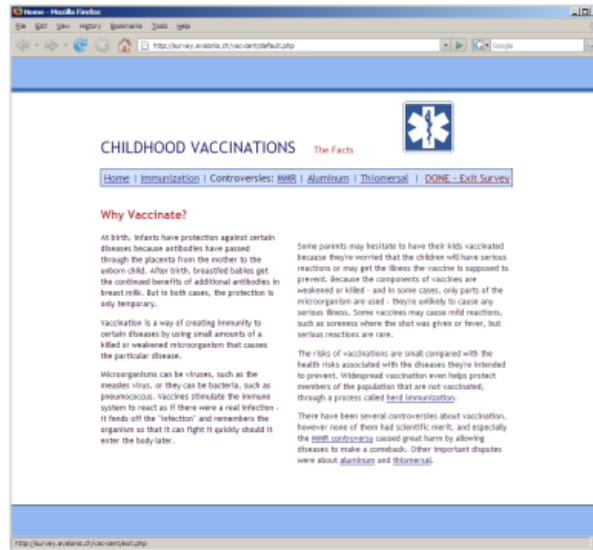 Home - Mozilla Firefox
File Edit View History Bookmarks Tools Help
http://survey.avalonis.ch/vac-cent/default.php
Google
CHILDHOOD VACCINATIONS The Facts
Home | Immunization | Controversies: MMR | Aluminum | Thiomersal | DONE - Exit Survey
Why Vaccinate?
At birth, infants have protection against certain
diseases because antibodies have passed
through the placenta from the mother to the
unborn child. After birth, breastfed babies get
the continued benefits of additional antibodies in
breast milk. But in both cases, the protection is
only temporary.
Vaccination is a way of creating immunity to
certain diseases by using small amounts of a
killed or weakened microorganism that causes
the particular disease.
Microorganisms can be viruses, such as the
measles virus, or they can be bacteria, such as
pneumococcus. Vaccines stimulate the immune
system to react as if there were a real infection -
it fends off the "infection" and remembers the
organism so that it can fight it quickly should it
enter the body later.
Some parents may hesitate to have their kids vaccinated
because they're worried that the children will have serious
reactions or may get the illness the vaccine is supposed to
prevent. Because the components of vaccines are
weakened or killed - and in some cases, only parts of the
microorganism are used - they're unlikely to cause any
serious illness. Some vaccines may cause mild reactions,
such as soreness where the shot was given or fever, but
serious reactions are rare.
The risks of vaccinations are small compared with the
health risks associated with the diseases they're intended
to prevent. Widespread vaccination even helps protect
members of the population that are not vaccinated,
through a process called herd immunization.
There have been several controversies about vaccination,
however none of them had scientific merit, and especially
the MMR controversy caused great harm by allowing
diseases to make a comeback. Other important disputes
were about aluminum and thiomersal.
http://survey.avalonis.ch/vac-cent/exit.php